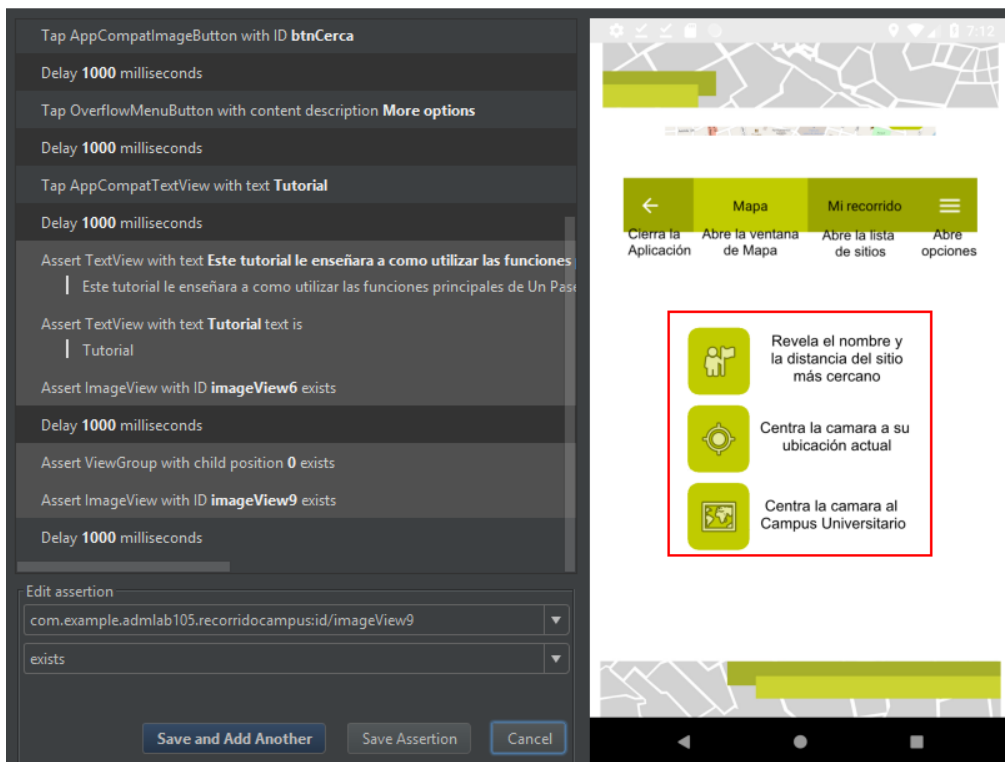 Tap AppCompatImageButton with ID btnCerca
Delay 1000 milliseconds
Tap OverflowMenuButton with content description More options
Delay 1000 milliseconds
Tap AppCompatTextView with text Tutorial
Delay 1000 milliseconds
Assert TextView with text Este tutorial le enseñara a como utilizar las funciones
Este tutorial le enseñara a como utilizar las funciones principales de Un Pase
Assert TextView with text Tutorial text is
Tutorial
Assert ImageView with ID imageView6 exists
Delay 1000 milliseconds
Assert ViewGroup with child position 0 exists
Assert ImageView with ID imageView9 exists
Delay 1000 milliseconds
Edit assertion
com.example.admlab105.recorridocampus:id/imageView9
exists
Save and Add Another
Save Assertion
Cancel
7:12
Mapa
Mi recorrido
Cierra la
Aplicación
Abre la ventana
de Mapa
Abre la lista
de sitios
Abre
opciones
Revela el nombre y
la distancia del sitio
más cercano
Centra la camara a su
ubicación actual
Centra la camara al
Campus Universitario